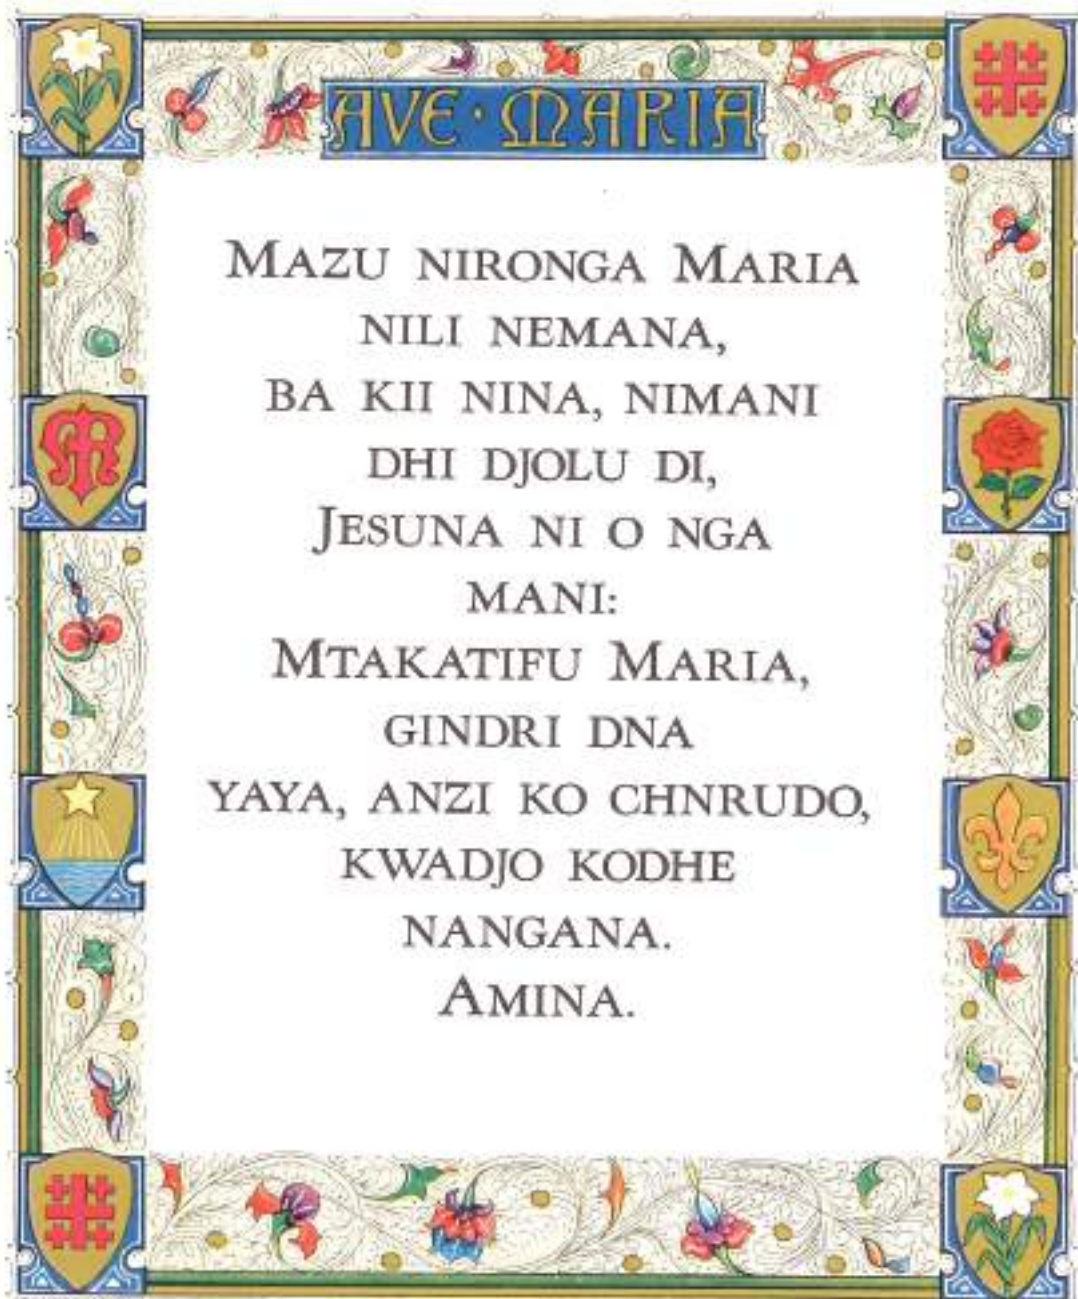 AVE · MARIA
MAZU NIRONGA MARIA
NILI NEMANA,
BA KII NINA, NIMANI
DHI DJOLU DI,
JESUNA NI O NGA
MANI:
MTAKATIFU MARIA,
GINDRI DNA
YAYA, ANZI KO CHNRUDO,
KWADJO KODHE
NANGANA.
AMINA.